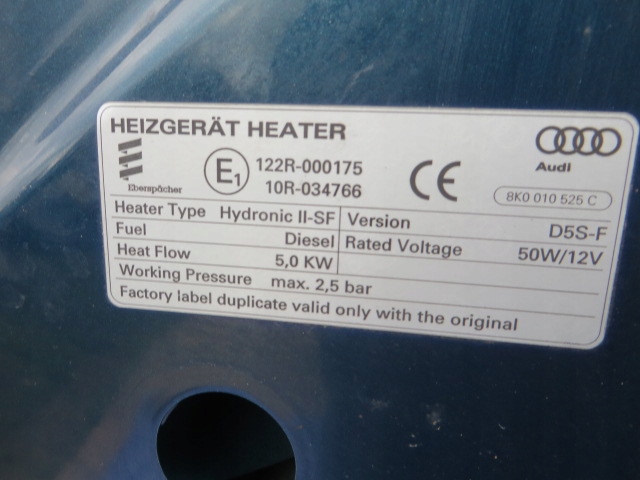 HEIZGERÄT HEATER
Eberspächer
E1
122R-000175
10R-034766
CE
Audi
8K0 010 525 C
Heater Type Hydronic II-SF Version D5S-F
Fuel Diesel Rated Voltage 50W/12V
Heat Flow 5,0 KW
Working Pressure max. 2,5 bar
Factory label duplicate valid only with the original